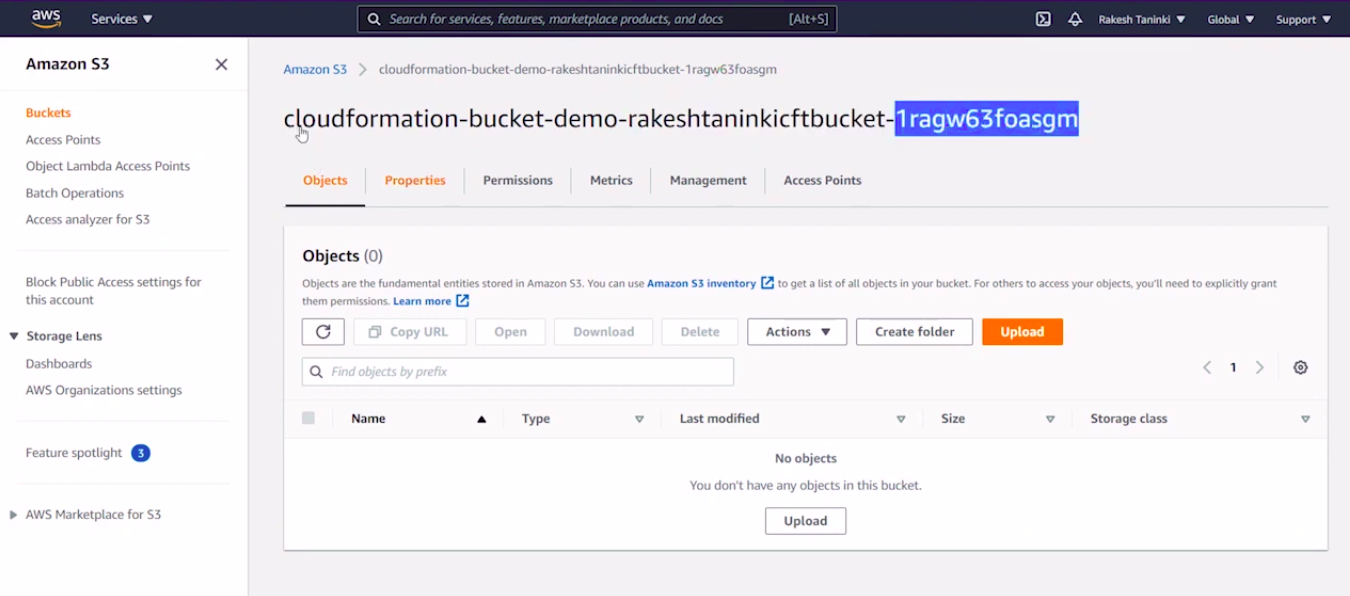 aws Services Search for services, features, marketplace products, and docs [Alt+S] Rakesh Taninki Global Support
Amazon S3
Buckets
Access Points
Object Lambda Access Points
Batch Operations
Access analyzer for S3
Block Public Access settings for
this account
Storage Lens
Dashboards
AWS Organizations settings
Feature spotlight 3
AWS Marketplace for S3
Amazon S3 cloudformation-bucket-demo-rakeshtaninkicftbucket-1ragw63foasgm
cloudformation-bucket-demo-rakeshtaninkicftbucket-1ragw63foasgm
Objects Properties Permissions Metrics Management Access Points
Objects (0)
Objects are the fundamental entities stored in Amazon S3. You can use Amazon S3 inventory to get a list of all objects in your bucket. For others to access your objects, you'll need to explicitly grant
them permissions. Learn more
Copy URL Open Download Delete Actions Create folder Upload
Find objects by prefix 1
Name Type Last modified Size Storage class
No objects
You don't have any objects in this bucket.
Upload